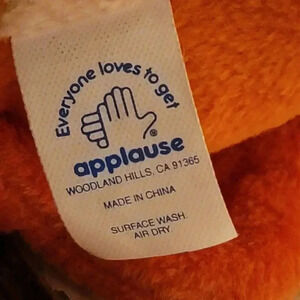 Everyone loves to get
®
applause
WOODLAND HILLS, CA 91365
MADE IN CHINA
SURFACE WASH
AIR DRY